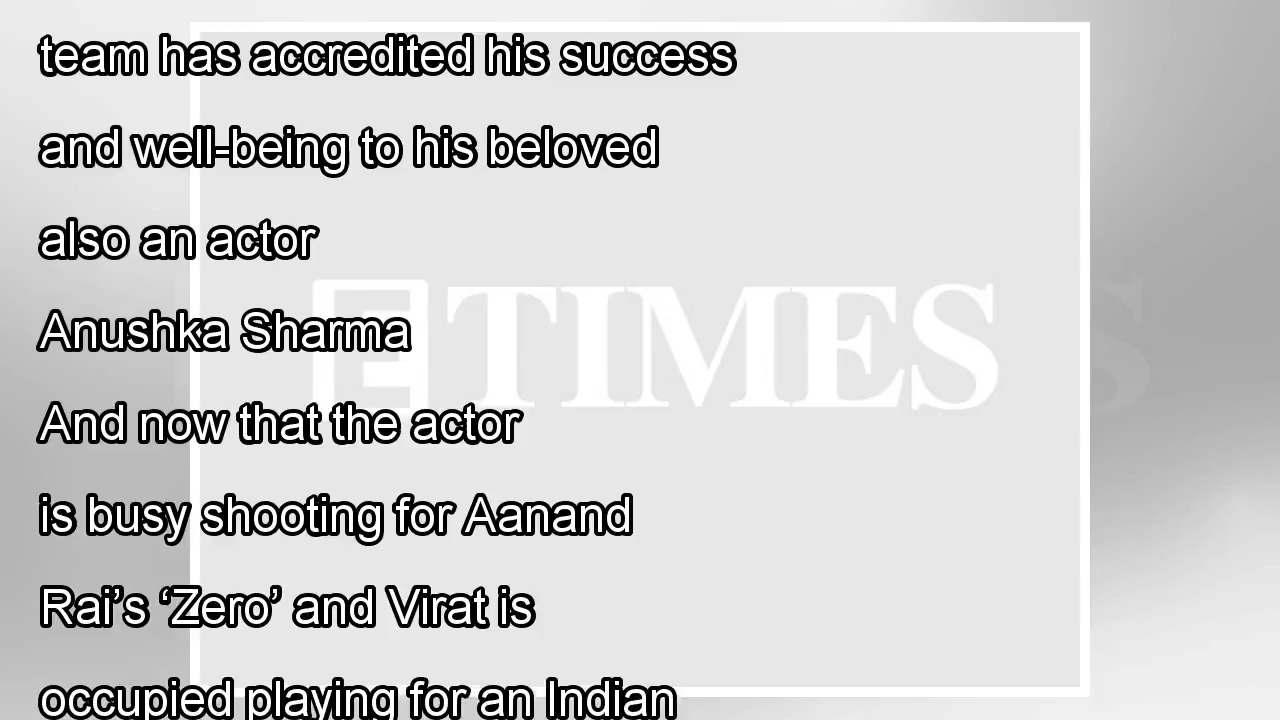 team has accredited his success
and well-being to his beloved
also an actor
Anushka Sharma
ETIMES
And now that the actor
is busy shooting for Aanand
Rai’s ‘Zero’ and Virat is
occupied playing for an Indian